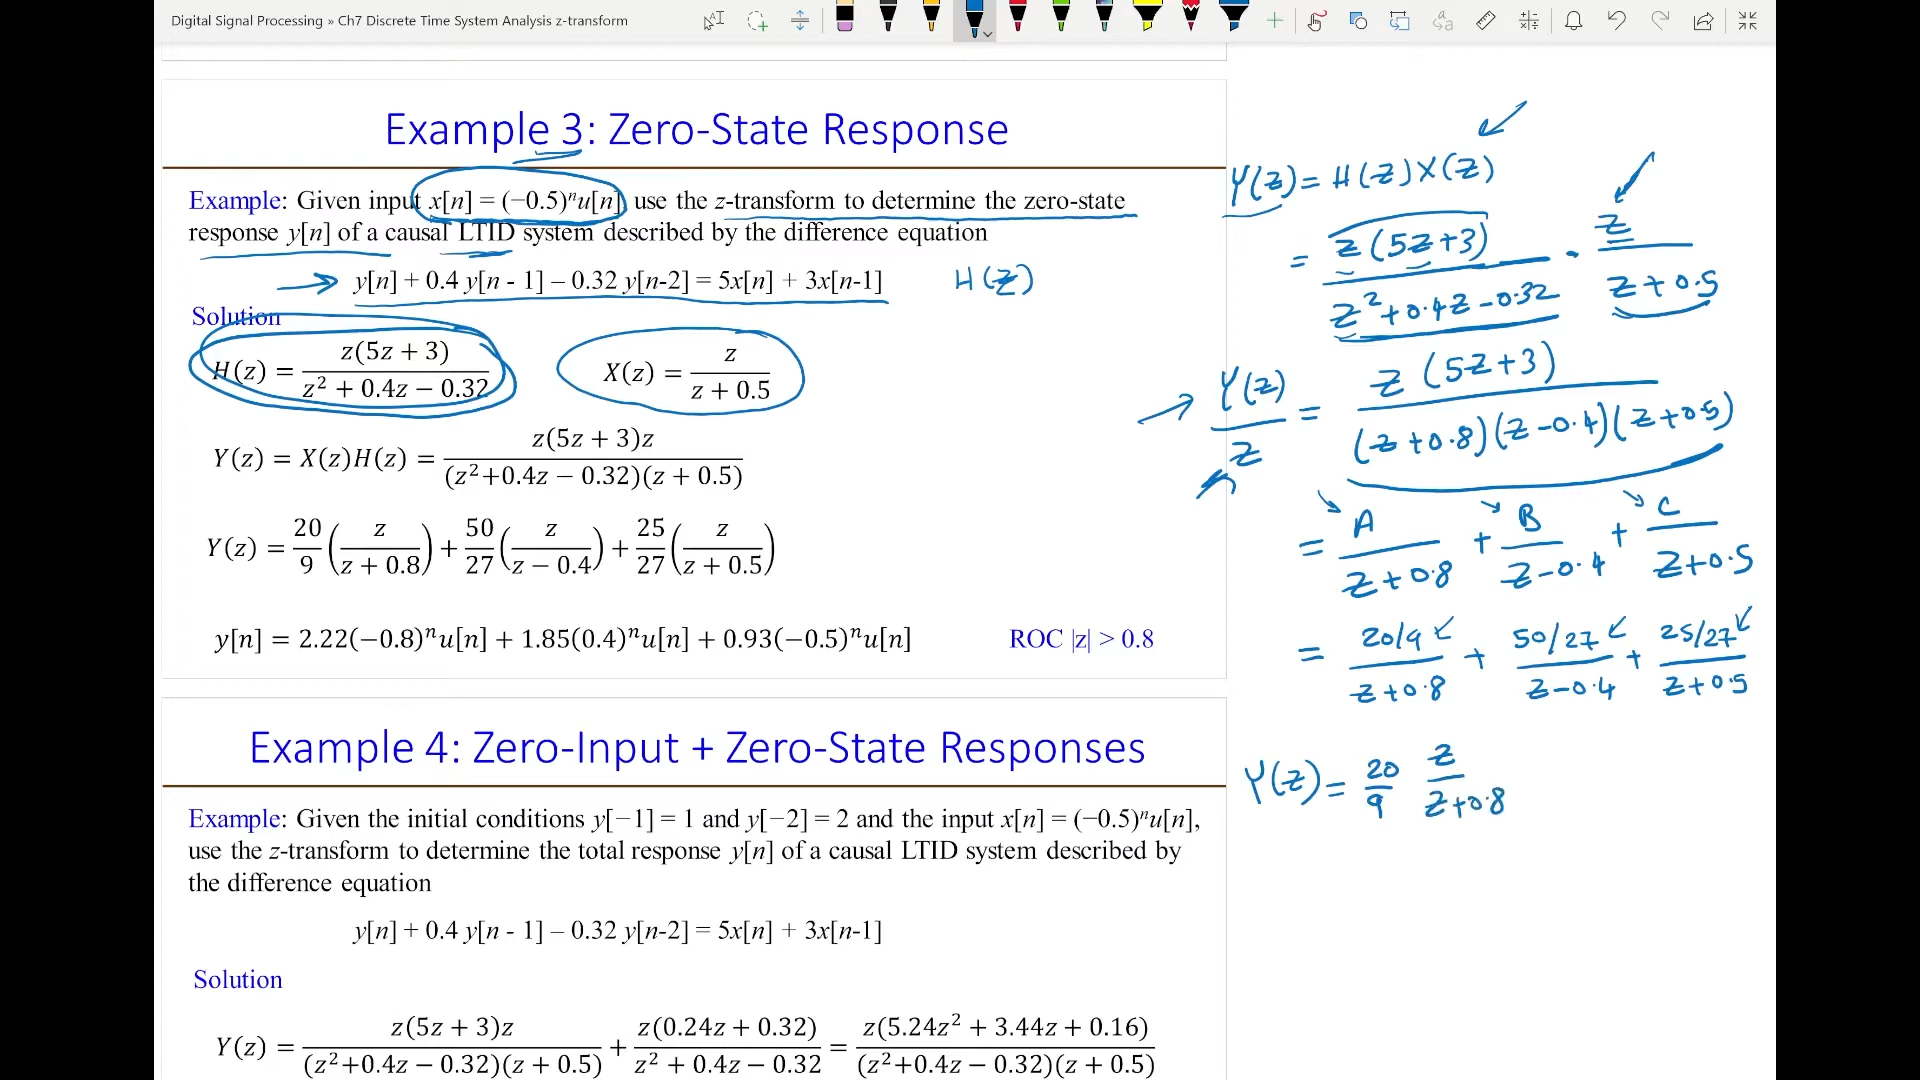 Digital Signal Processing » Ch7 Discrete Time System Analysis z-transform
Example 3: Zero-State Response
Example: Given input x[n] = (−0.5)ⁿu[n], use the z-transform to determine the zero-state
response y[n] of a causal LTID system described by the difference equation
y[n] + 0.4 y[n - 1] – 0.32 y[n-2] = 5x[n] + 3x[n-1]
H(z)
Solution
H(z) = z(5z + 3) / (z² + 0.4z − 0.32)
X(z) = z / (z + 0.5)
Y(z) = X(z)H(z) = z(5z + 3)z / ((z²+0.4z − 0.32)(z + 0.5))
Y(z) = 20/9 (z / (z + 0.8)) + 50/27 (z / (z − 0.4)) + 25/27 (z / (z + 0.5))
y[n] = 2.22(−0.8)ⁿu[n] + 1.85(0.4)ⁿu[n] + 0.93(−0.5)ⁿu[n]
ROC |z| > 0.8
Y(z) = H(z) X(z)
= z(5z+3) / (z²+0.4z−0.32) · z / (z+0.5)
Y(z)/z = z(5z+3) / ((z+0.8)(z−0.4)(z+0.5))
= A / (z+0.8) + B / (z−0.4) + C / (z+0.5)
= 20/9 / (z+0.8) + 50/27 / (z−0.4) + 25/27 / (z+0.5)
Y(z) = 20/9 z / (z+0.8)
Example 4: Zero-Input + Zero-State Responses
Example: Given the initial conditions y[−1] = 1 and y[−2] = 2 and the input x[n] = (−0.5)ⁿu[n],
use the z-transform to determine the total response y[n] of a causal LTID system described by
the difference equation
y[n] + 0.4 y[n - 1] – 0.32 y[n-2] = 5x[n] + 3x[n-1]
Solution
Y(z) = z(5z + 3)z / ((z²+0.4z − 0.32)(z + 0.5)) + z(0.24z + 0.32) / (z² + 0.4z − 0.32) = z(5.24z² + 3.44z + 0.16) / ((z²+0.4z − 0.32)(z + 0.5))